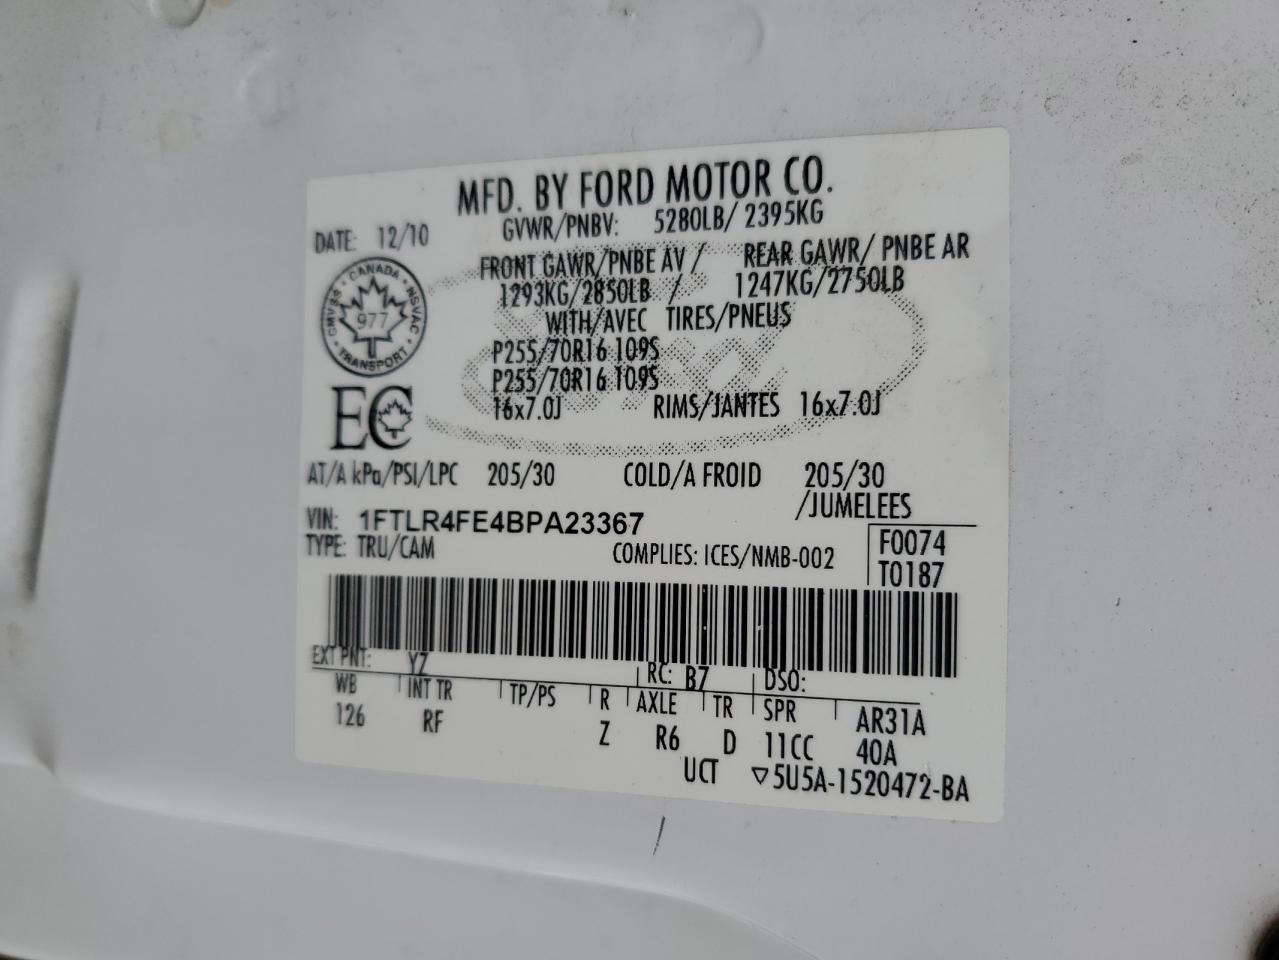 MFD. BY FORD MOTOR CO.
DATE: 12/10 GVWR/PNBV: 5280LB/ 2395KG
FRONT GAWR/PNBE AV / REAR GAWR/ PNBE AR
1293KG/2850LB / 1247KG/2750LB
WITH/AVEC TIRES/PNEUS
P255/70R16 109S
P255/70R16 109S
16x7.0J RIMS/JANTES 16x7.0J
CANADA
CMVSS NSVAC
977
TRANSPORT
EC
AT/A kPa/PSI/LPC 205/30 COLD/A FROID 205/30
/JUMELEES
VIN: 1FTLR4FE4BPA23367
TYPE: TRU/CAM COMPLIES: ICES/NMB-002
F0074
T0187
EXT PNT: YZ RC: B7 DSO:
WB INT TR TP/PS R AXLE TR SPR AR31A
126 RF Z R6 D 11CC 40A
UCT ▽5U5A-1520472-BA